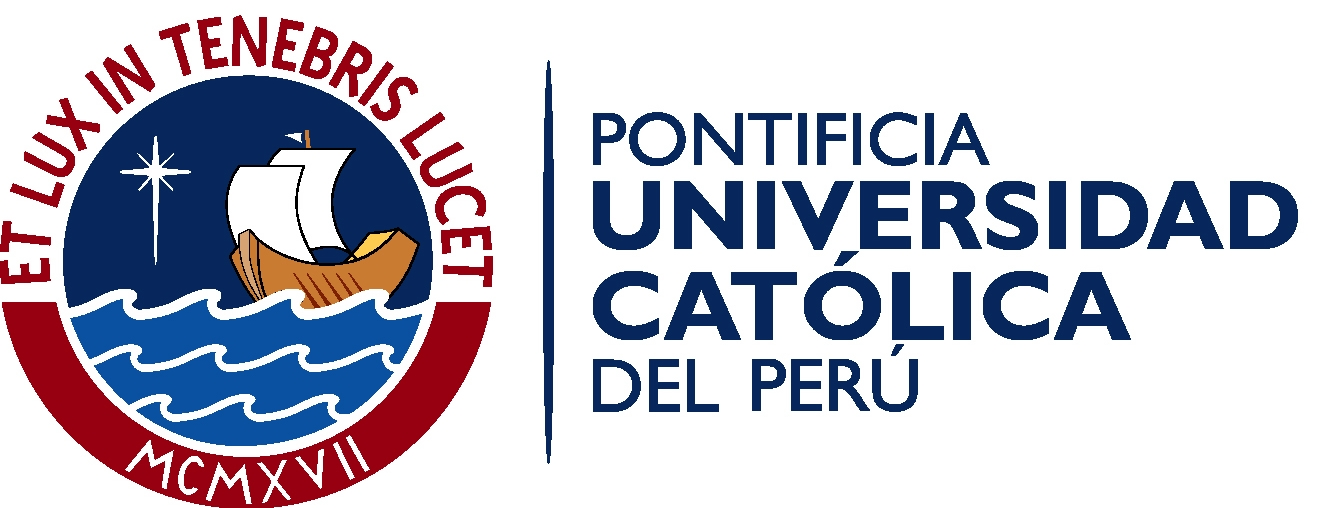 ET LUX IN TENEBRIS LUCET
MCMXVII
PONTIFICIA
UNIVERSIDAD
CATÓLICA
DEL PERÚ